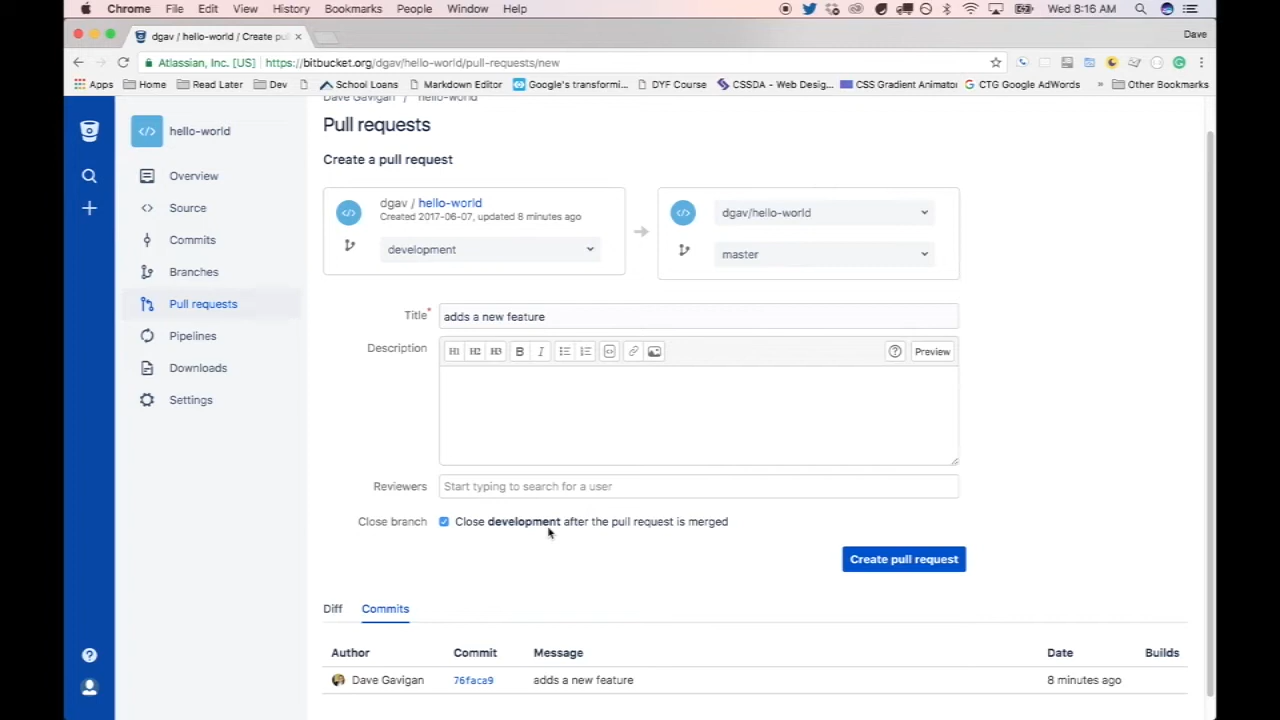 Chrome File Edit View History Bookmarks People Window Help Wed 8:16 AM
dgav / hello-world / Create pul
Dave
Atlassian, Inc. [US] https://bitbucket.org/dgav/hello-world/pull-requests/new
Apps Home Read Later Dev School Loans Markdown Editor Google's transformi... DYF Course CSSDA - Web Desig... CSS Gradient Animator CTG Google AdWords » Other Bookmarks
Dave Gavigan / hello-world
hello-world
Pull requests
Create a pull request
Overview
Source
Commits
Branches
Pull requests
Pipelines
Downloads
Settings
dgav / hello-world
Created 2017-06-07, updated 8 minutes ago
development
dgav/hello-world
master
Title*
adds a new feature
Description
H1 H2 H3 B I Preview
Reviewers
Start typing to search for a user
Close branch
Close development after the pull request is merged
Create pull request
Diff Commits
Author Commit Message Date Builds
Dave Gavigan 76faca9 adds a new feature 8 minutes ago